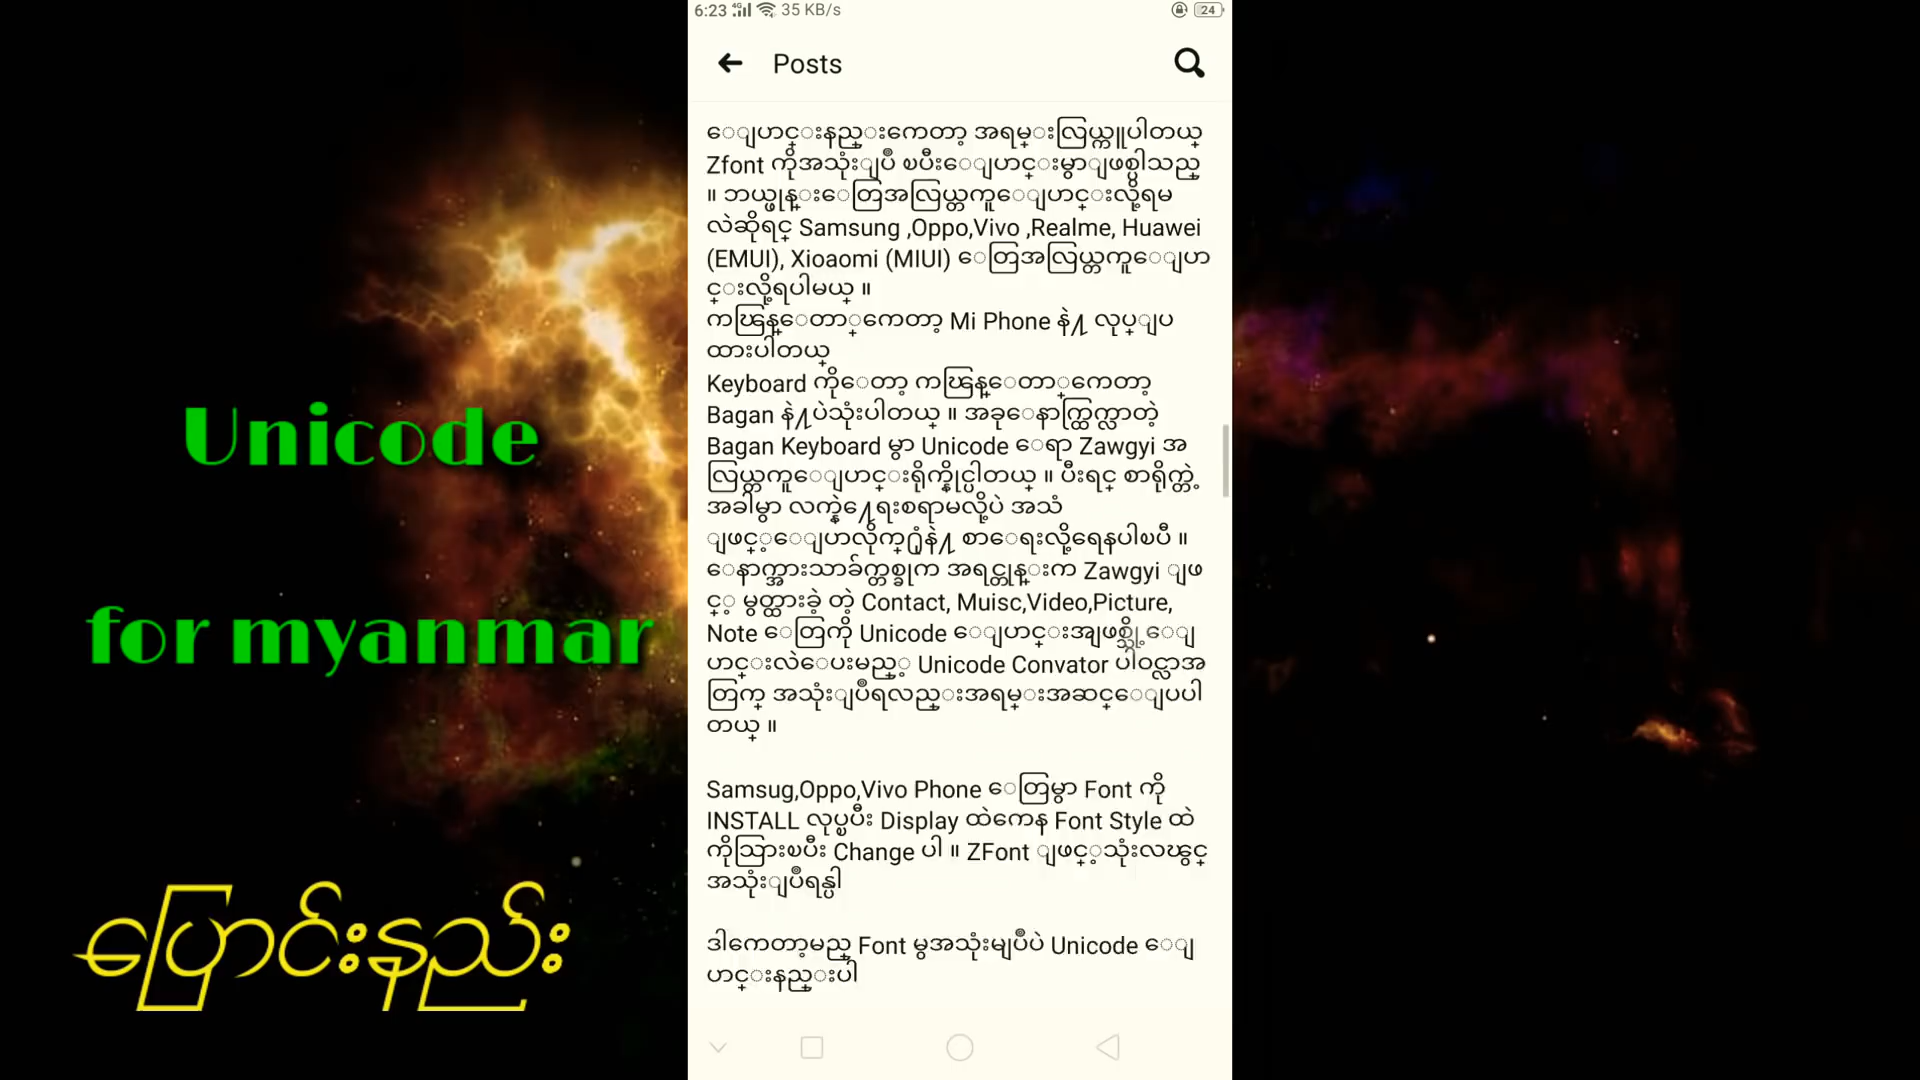 6:23 4G 35 KB/s 24
Posts
ေျပာင္းနည္းကေတာ့ အရမ္းလြယ္ကူပါတယ္
Zfont ကိုအသုံးျပဳ ၿပီးေျပာင္းမွာျဖစ္ပါသည္
။ ဘယ္ဖုန္းေတြအလြယ္တကူေျပာင္းလို့ရမ
လဲဆိုရင္ Samsung ,Oppo,Vivo ,Realme, Huawei
(EMUI), Xioaomi (MIUI) ေတြအလြယ္တကူေျပာ
င္းလို့ရပါမယ္ ။
ကၽြန္ေတာ္ကေတာ့ Mi Phone နဲ႔ လုပ္ျပ
ထားပါတယ္
Keyboard ကိုေတာ့ ကၽြန္ေတာ္ကေတာ့
Bagan နဲ႔ပဲသုံးပါတယ္ ။ အခုေနာက္ထြက္လာတဲ့
Bagan Keyboard မွာ Unicode ေရာ Zawgyi အ
လြယ္တကူေျပာင္းရိုက္နိုင္ပါတယ္ ။ ပီးရင္ စာရိုက္တဲ့
အခါမွာ လက္နဲ႔ေရးစရာမလို့ပဲ အသံ
ျဖင့္ေျပာလိုက္႐ုံနဲ႔ စာေရးလို့ရေနပါၿပီ ။
ေနာက္အားသာခ်က္တစ္ခုက အရင္တုန္းက Zawgyi ျဖ
င့္ မွတ္ထားခဲ့ တဲ့ Contact, Muisc,Video,Picture,
Note ေတြကို Unicode ေျပာင္းအျဖစ္သို့ ေျ
ပာင္းလဲေပးမည့္ Unicode Convator ပါဝင္လာအ
တြက္ အသုံးျပဳရလည္းအရမ္းအဆင္ေျပပါ
တယ္ ။
Samsug,Oppo,Vivo Phone ေတြမွာ Font ကို
INSTALL လုပ္ၿပီး Display ထဲကေန Font Style ထဲ
ကိုသြားၿပီး Change ပါ ။ ZFont ျဖင့္သုံးလၽွင္
အသုံးျပဳရန္ပါ
ဒါကေတာ့မည္ Font မွအသုံးမျပဳပဲ Unicode ေျ
ပာင္းနည္းပါ
Unicode
for myanmar
ပြောင်းနည်း